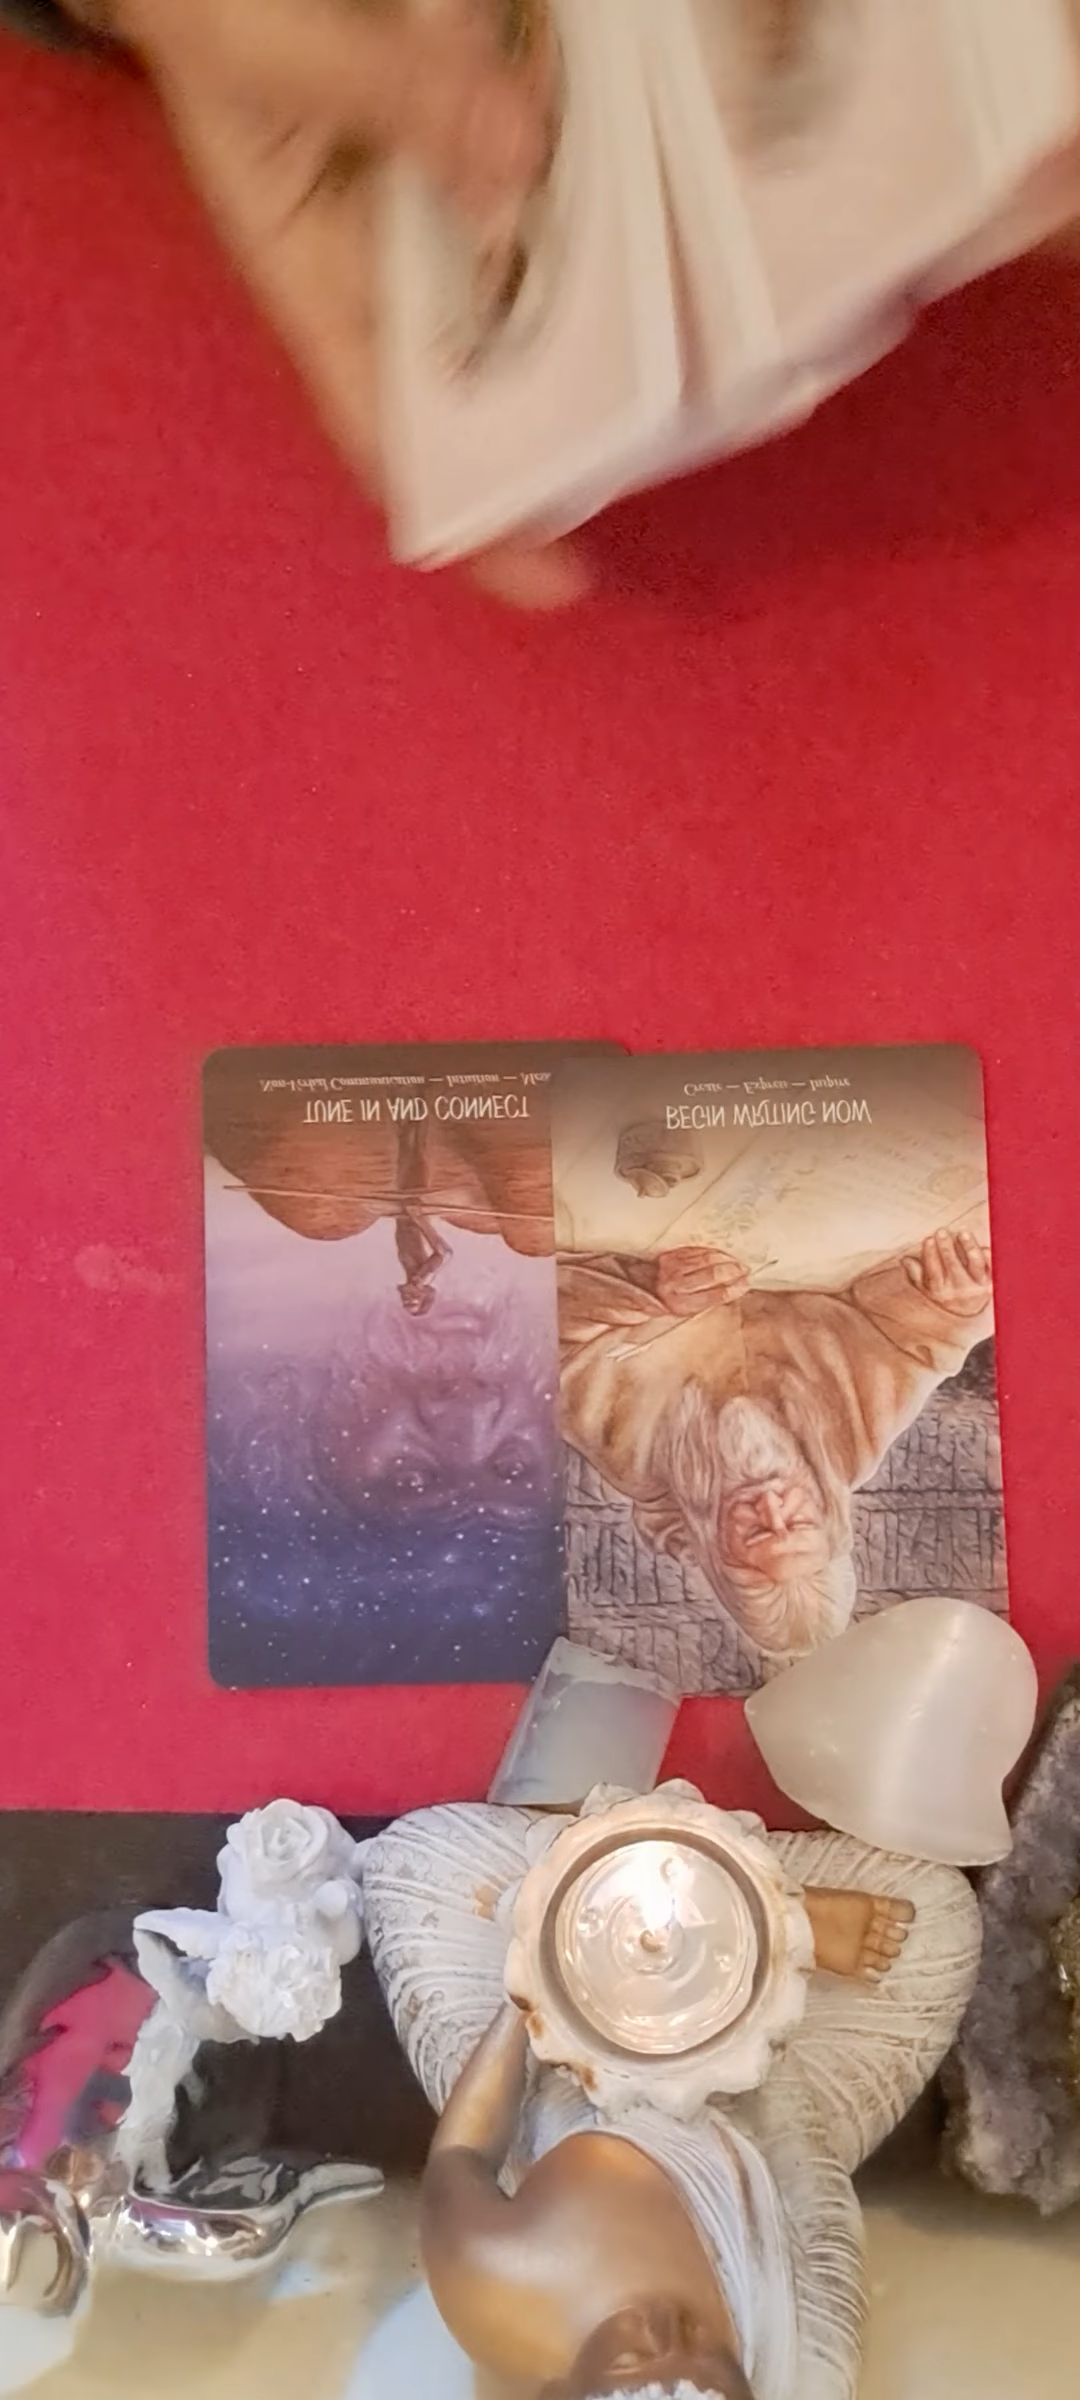 TUNE IN AND CONNECT
Non-Verbal Communication — Intuition —
BEGIN WRITING NOW
Create — Express — Inspire